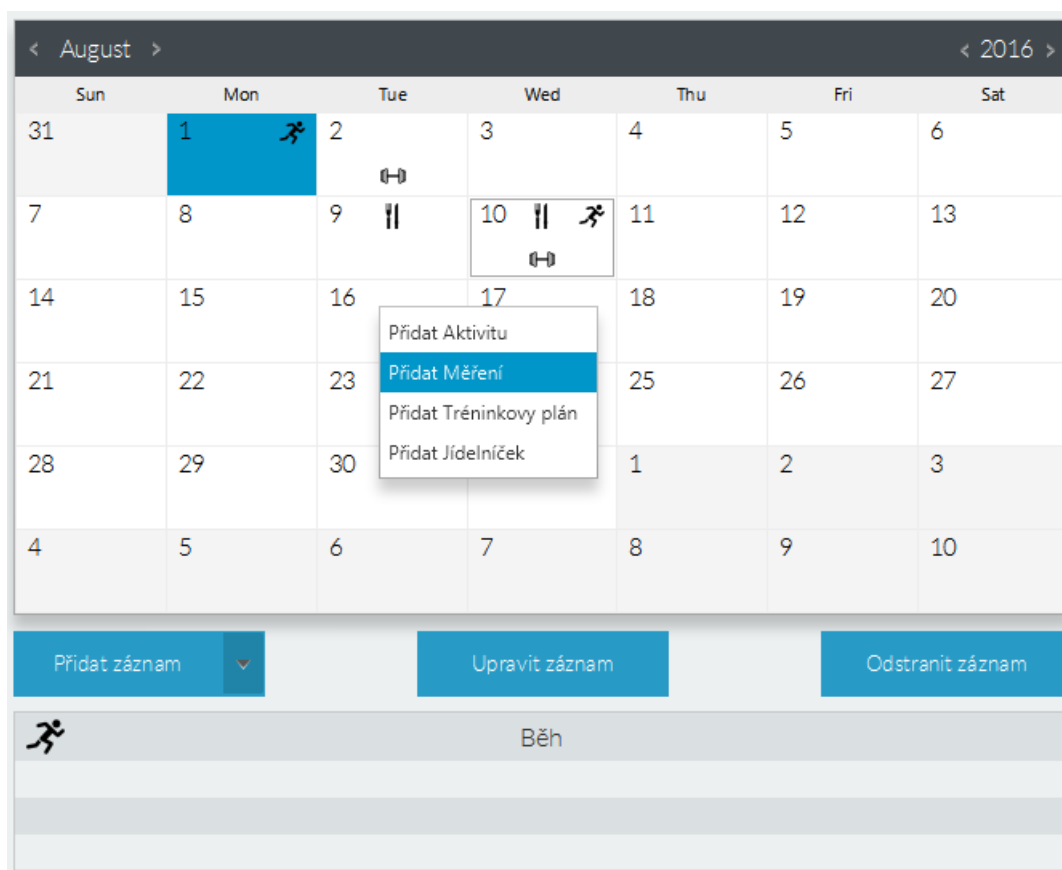 < August > < 2016 >
Sun Mon Tue Wed Thu Fri Sat
31 1 2 3 4 5 6
7 8 9 10 11 12 13
14 15 16 17 18 19 20
Přidat Aktivitu
Přidat Měření
21 22 23 25 26 27
Přidat Tréninkovy plán
Přidat Jídelníček
28 29 30 1 2 3
4 5 6 7 8 9 10
Přidat záznam Upravit záznam Odstranit záznam
Běh